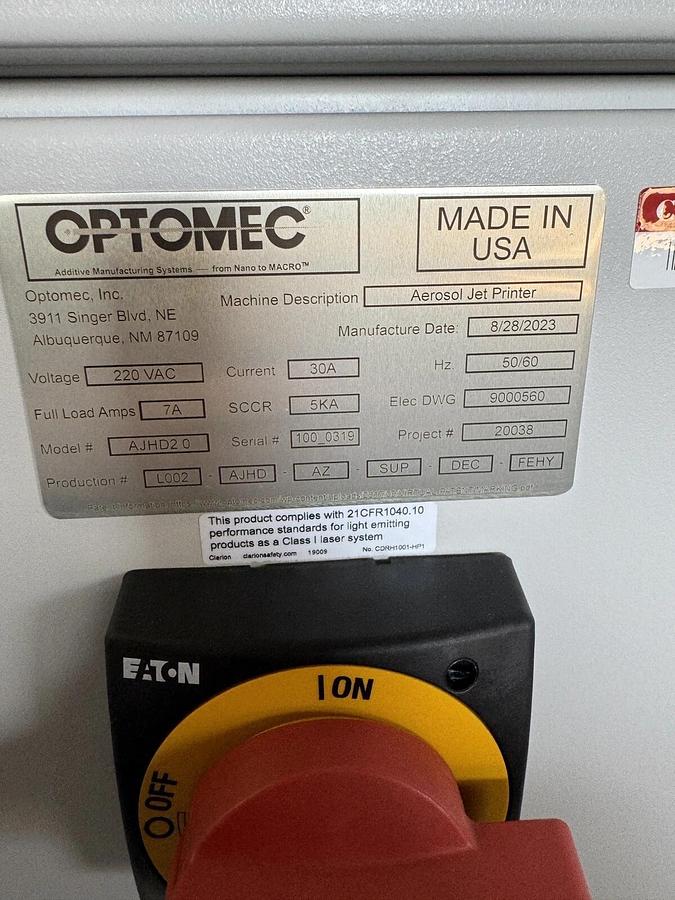 OPTOMEC®
Additive Manufacturing Systems — from Nano to MACRO™
MADE IN
USA
Optomec, Inc.
3911 Singer Blvd, NE
Albuquerque, NM 87109
Machine Description Aerosol Jet Printer
Manufacture Date: 8/28/2023
Voltage 220 VAC Current 30A Hz. 50/60
Full Load Amps 7A SCCR 5KA Elec DWG 9000560
Model # AJHD2 0 Serial # 100_0319 Project # 20038
Production # L002 - AJHD - AZ - SUP - DEC - FEHY
This product complies with 21CFR1040.10
performance standards for light emitting
products as a Class I laser system
Clarion clarionsafety.com 19009 No. CDRH1001-HP1
EATON
I ON
O OFF